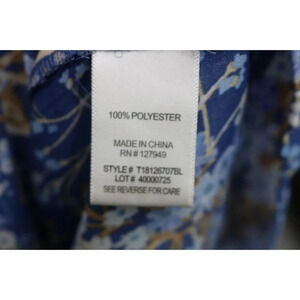 100% POLYESTER
MADE IN CHINA
RN # 127949
STYLE # T18126707BL
LOT # 40000725
SEE REVERSE FOR CARE